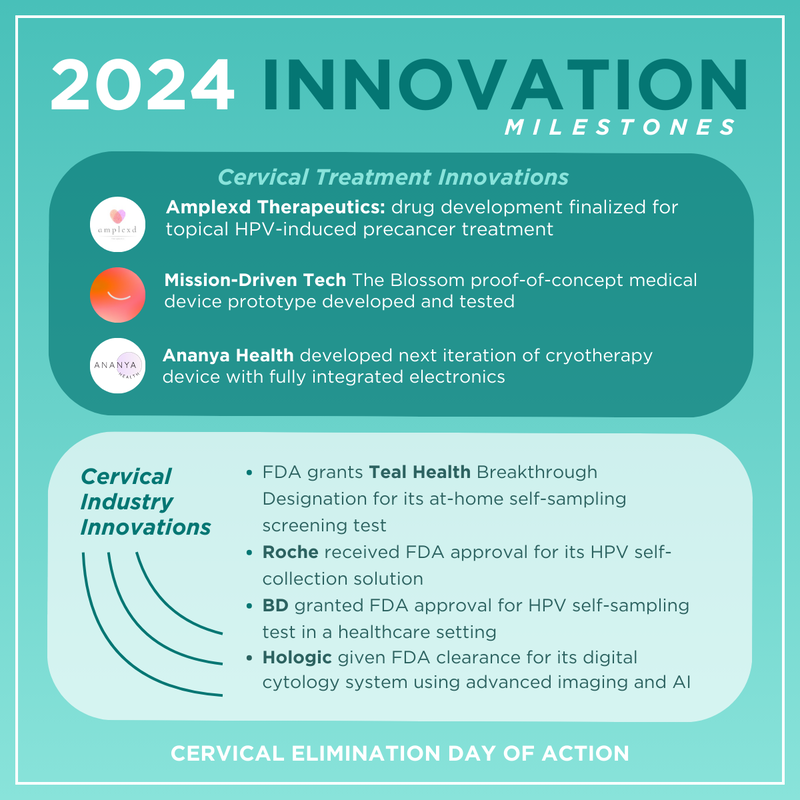 2024 INNOVATION
MILESTONES
Cervical Treatment Innovations
amplexd
Amplexd Therapeutics: drug development finalized for
topical HPV-induced precancer treatment
Mission-Driven Tech The Blossom proof-of-concept medical
device prototype developed and tested
ANANYA
HEALTH
Ananya Health developed next iteration of cryotherapy
device with fully integrated electronics
Cervical
Industry
Innovations
• FDA grants Teal Health Breakthrough
Designation for its at-home self-sampling
screening test
• Roche received FDA approval for its HPV self-
collection solution
• BD granted FDA approval for HPV self-sampling
test in a healthcare setting
• Hologic given FDA clearance for its digital
cytology system using advanced imaging and AI
CERVICAL ELIMINATION DAY OF ACTION